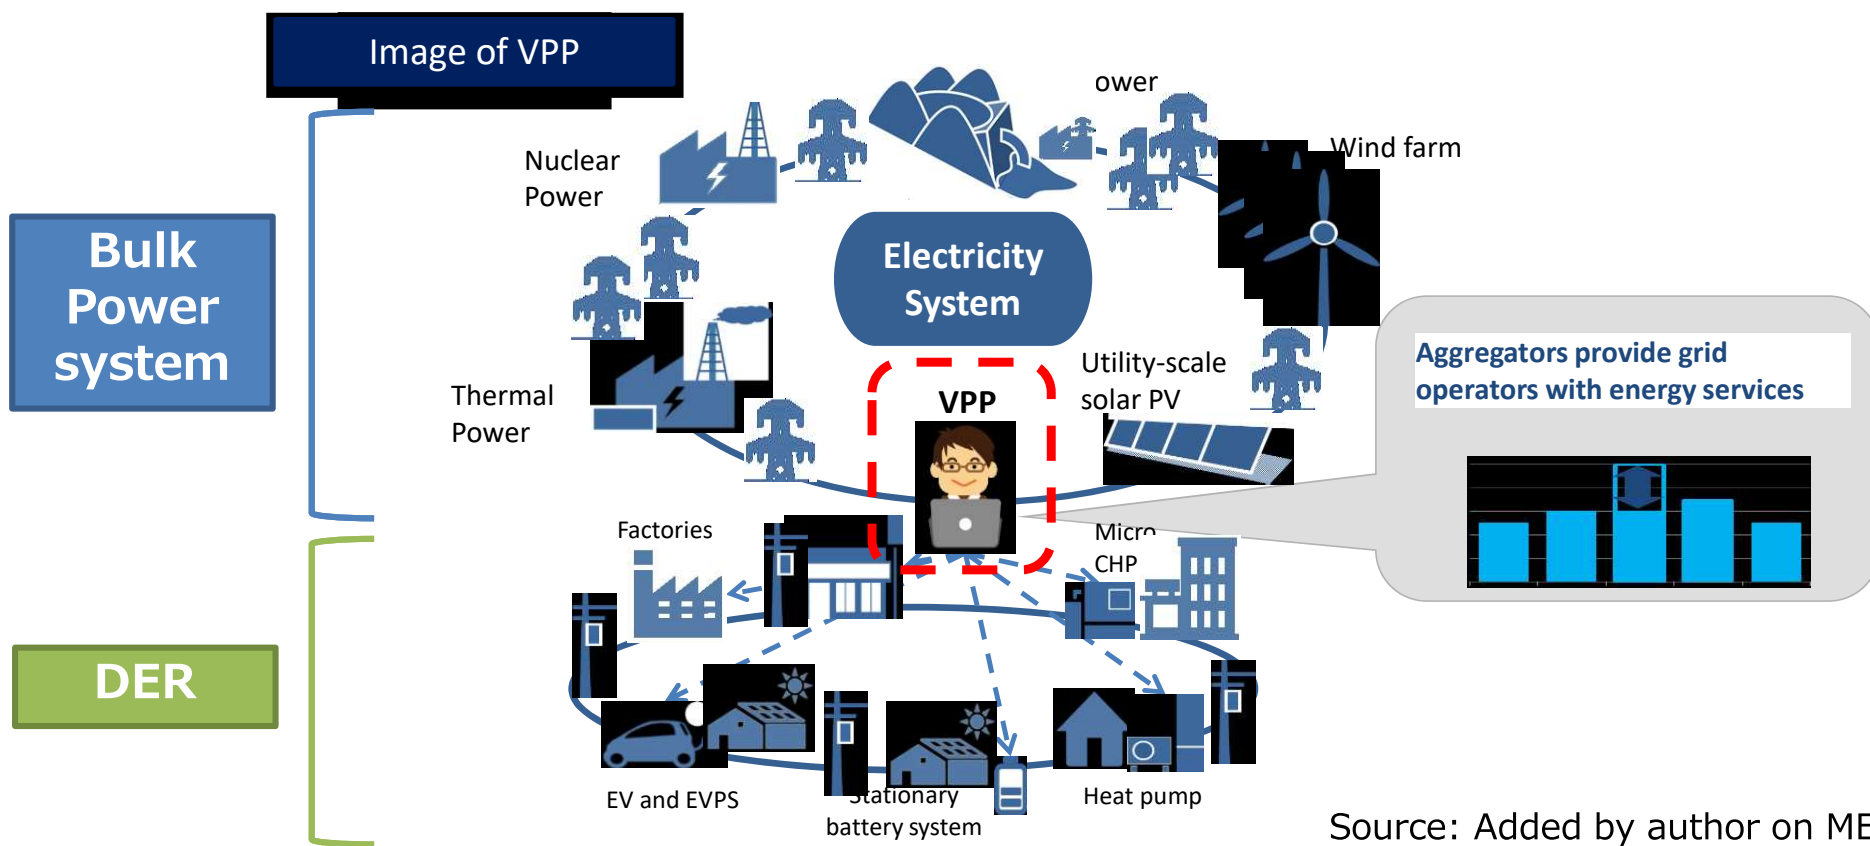 Image of VPP
ower
Nuclear
Power
Wind farm
Bulk
Power
system
Electricity
System
Thermal
Power
VPP
Utility-scale
solar PV
Aggregators provide grid
operators with energy services
Factories
Micro
CHP
DER
EV and EVPS
Stationary
battery system
Heat pump
Source: Added by author on ME